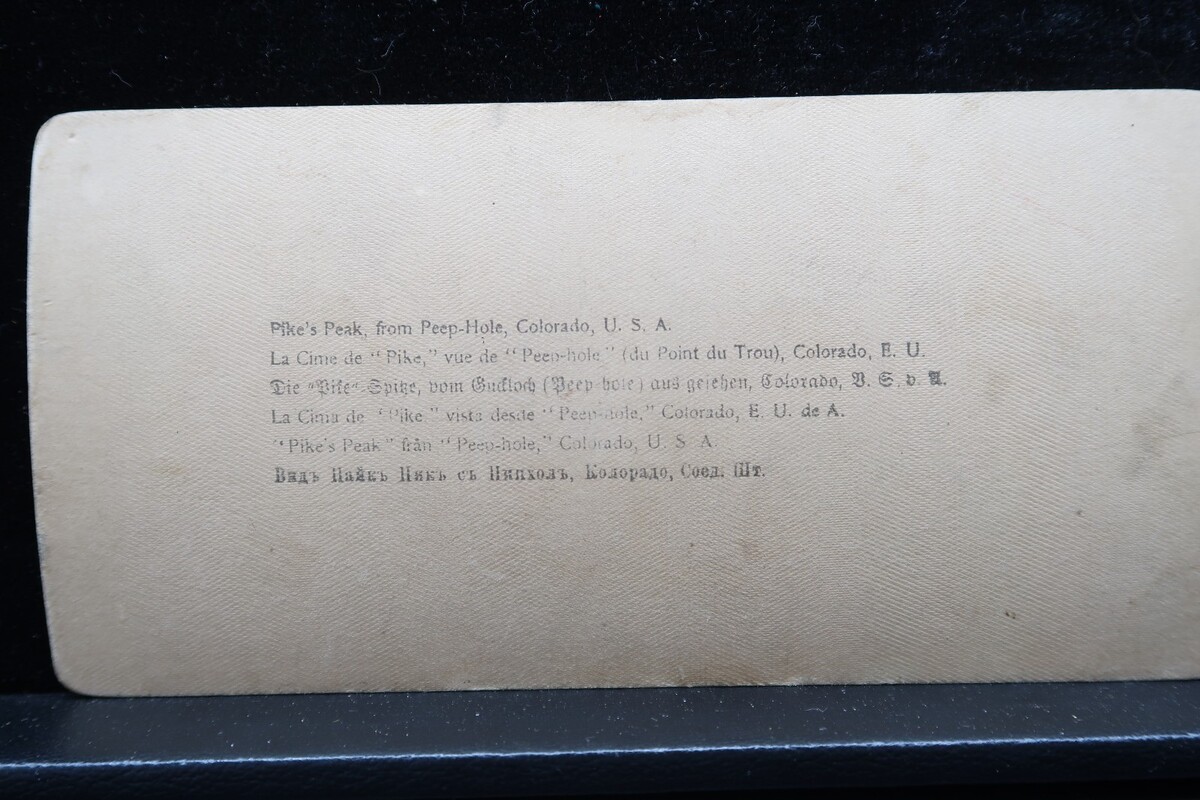 Pike's Peak, from Peep-Hole, Colorado, U. S. A.
La Cime de "Pike," vue de "Peep-hole" (du Point du Trou), Colorado, E. U.
Die "Pike"-Spitze, vom Guckloch (Peep-hole) aus gesehen, Colorado, V. S. v. A.
La Cima de "Pike" vista desde "Peep-hole," Colorado, E. U. de A.
"Pike's Peak" från "Peep-hole," Colorado, U. S. A.
Видъ Пайкъ Пикъ съ Пипхолъ, Колорадо, Соед. Шт.